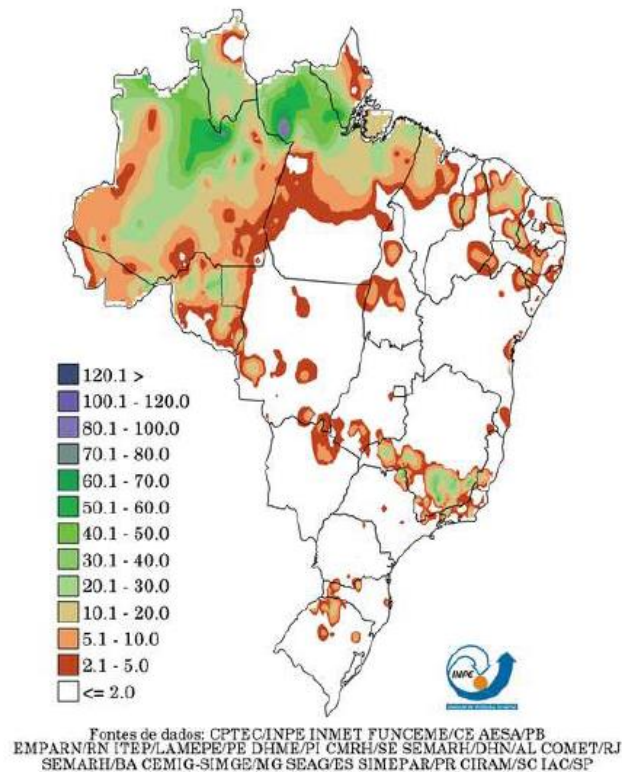 120.1 >
100.1 - 120.0
80.1 - 100.0
70.1 - 80.0
60.1 - 70.0
50.1 - 60.0
40.1 - 50.0
30.1 - 40.0
20.1 - 30.0
10.1 - 20.0
5.1 - 10.0
2.1 - 5.0
<= 2.0
INPE
Fontes de dados: CPTEC/INPE INMET FUNCEME/CE AESA/PB
EMPARN/RN ITEP/LAMEPE/PE DHME/PI CMRH/SE SEMARH/DHN/AL COMET/RJ
SEMARH/BA CEMIG-SIMGE/MG SEAG/ES SIMEPAR/PR CIRAM/SC IAC/SP